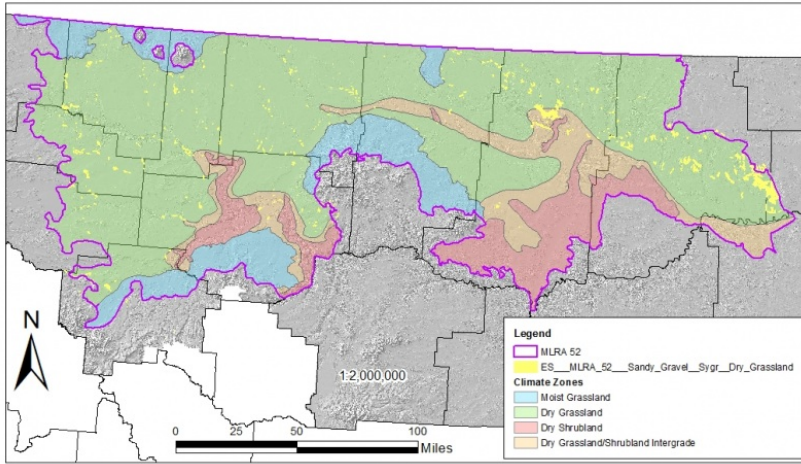 N
1:2,000,000
0 25 50 100
Miles
Legend
MLRA 52
ES___MLRA_52___Sandy_Gravel__Sygr__Dry_Grassland
Climate Zones
Moist Grassland
Dry Grassland
Dry Shrubland
Dry Grassland/Shrubland Intergrade